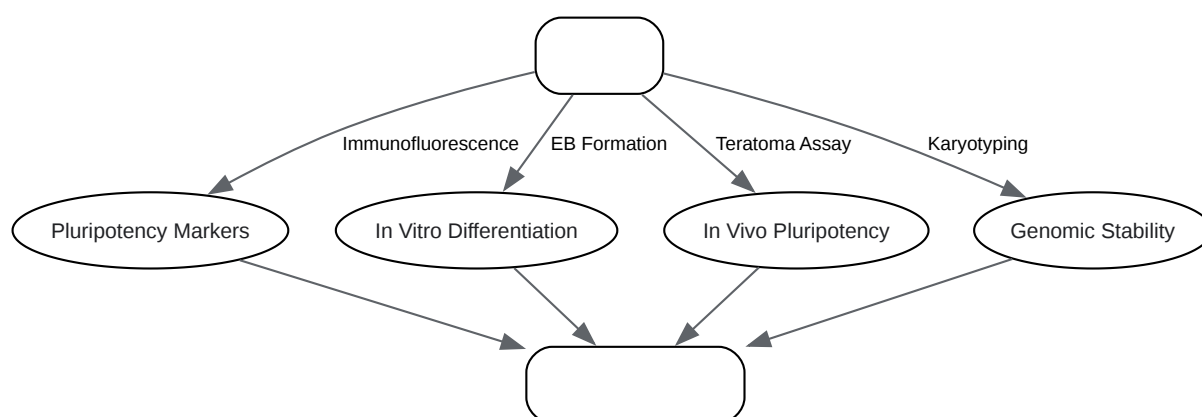 Immunofluorescence
EB Formation
Teratoma Assay
Karyotyping
Pluripotency Markers
In Vitro Differentiation
In Vivo Pluripotency
Genomic Stability